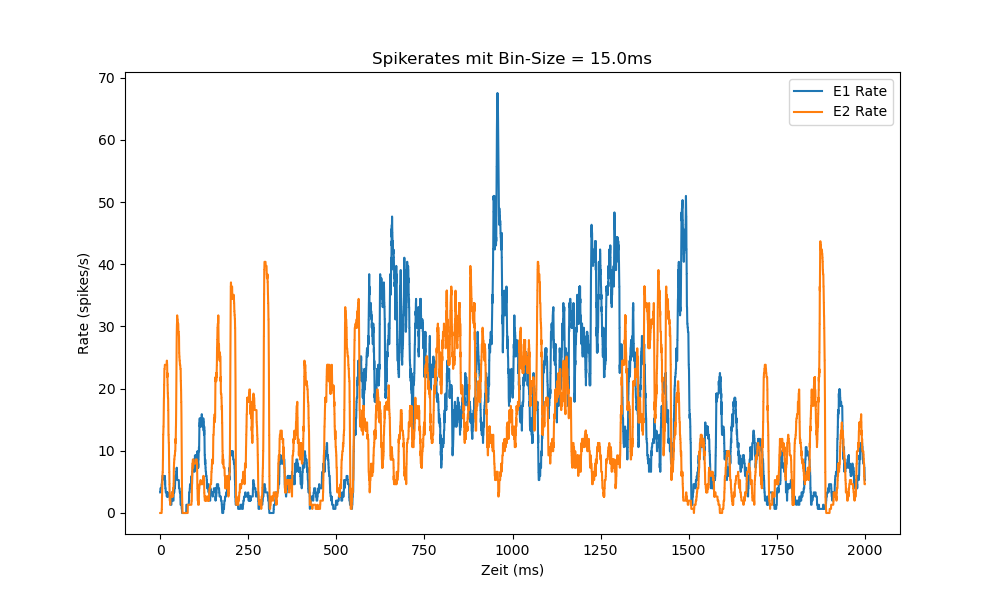 Spikerates mit Bin-Size = 15.0ms
E1 Rate
E2 Rate
Rate (spikes/s)
70
60
50
40
30
20
10
0
0 250 500 750 1000 1250 1500 1750 2000
Zeit (ms)